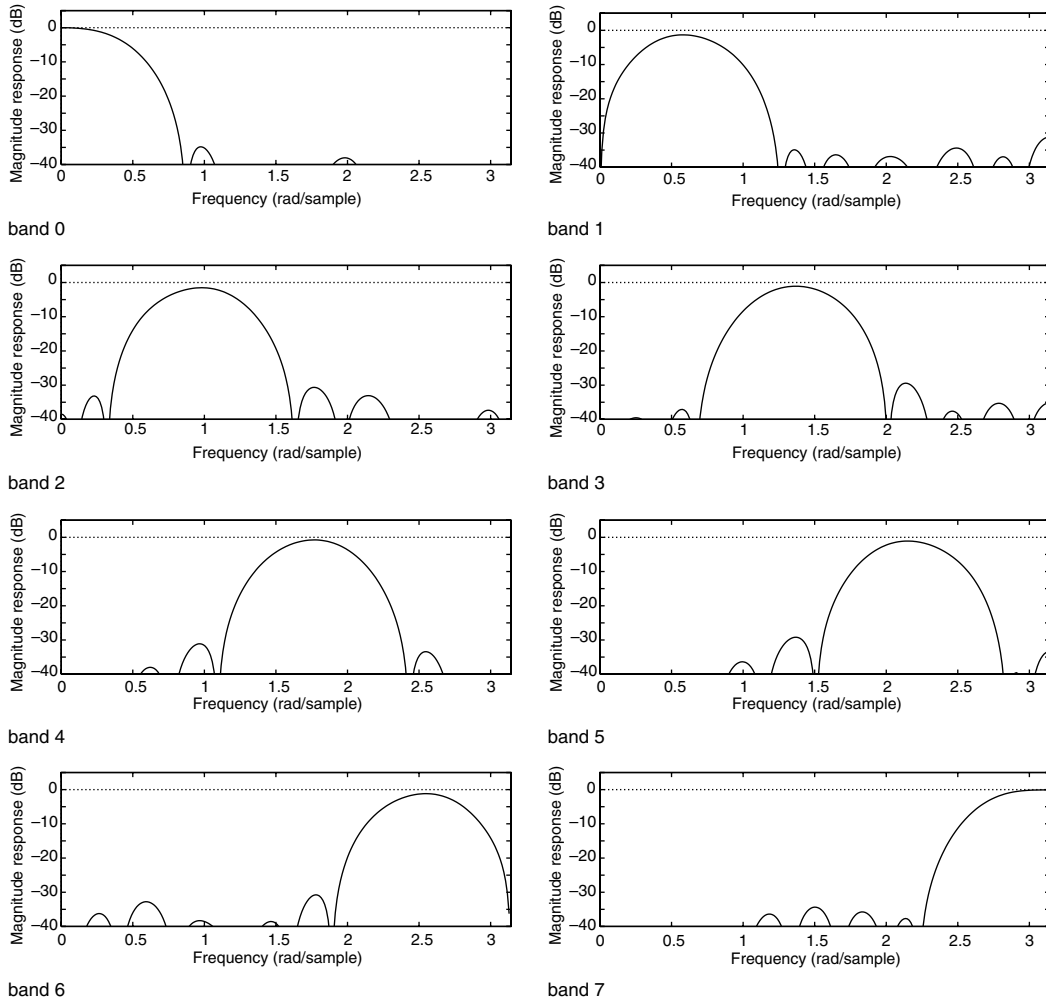 Magnitude response (dB)
0
–10
–20
–30
–40
0 0.5 1 1.5 2 2.5 3
Frequency (rad/sample)
band 0
Magnitude response (dB)
0
–10
–20
–30
–40
0 0.5 1 1.5 2 2.5 3
Frequency (rad/sample)
band 1
Magnitude response (dB)
0
–10
–20
–30
–40
0 0.5 1 1.5 2 2.5 3
Frequency (rad/sample)
band 2
Magnitude response (dB)
0
–10
–20
–30
–40
0 0.5 1 1.5 2 2.5 3
Frequency (rad/sample)
band 3
Magnitude response (dB)
0
–10
–20
–30
–40
0 0.5 1 1.5 2 2.5 3
Frequency (rad/sample)
band 4
Magnitude response (dB)
0
–10
–20
–30
–40
0 0.5 1 1.5 2 2.5 3
Frequency (rad/sample)
band 5
Magnitude response (dB)
0
–10
–20
–30
–40
0 0.5 1 1.5 2 2.5 3
Frequency (rad/sample)
band 6
Magnitude response (dB)
0
–10
–20
–30
–40
0 0.5 1 1.5 2 2.5 3
Frequency (rad/sample)
band 7